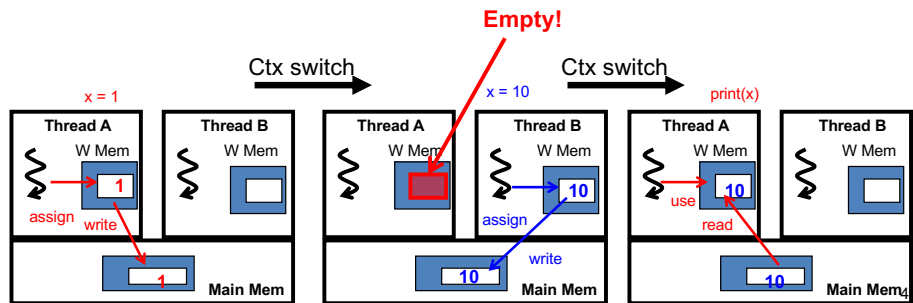 Empty!
Ctx switch
Ctx switch
x = 1
x = 10
print(x)
Thread A
Thread B
Thread A
Thread B
Thread A
Thread B
W Mem
W Mem
W Mem
W Mem
W Mem
W Mem
1
10
10
assign
write
assign
write
use
read
1
10
10
Main Mem
Main Mem
Main Mem
4